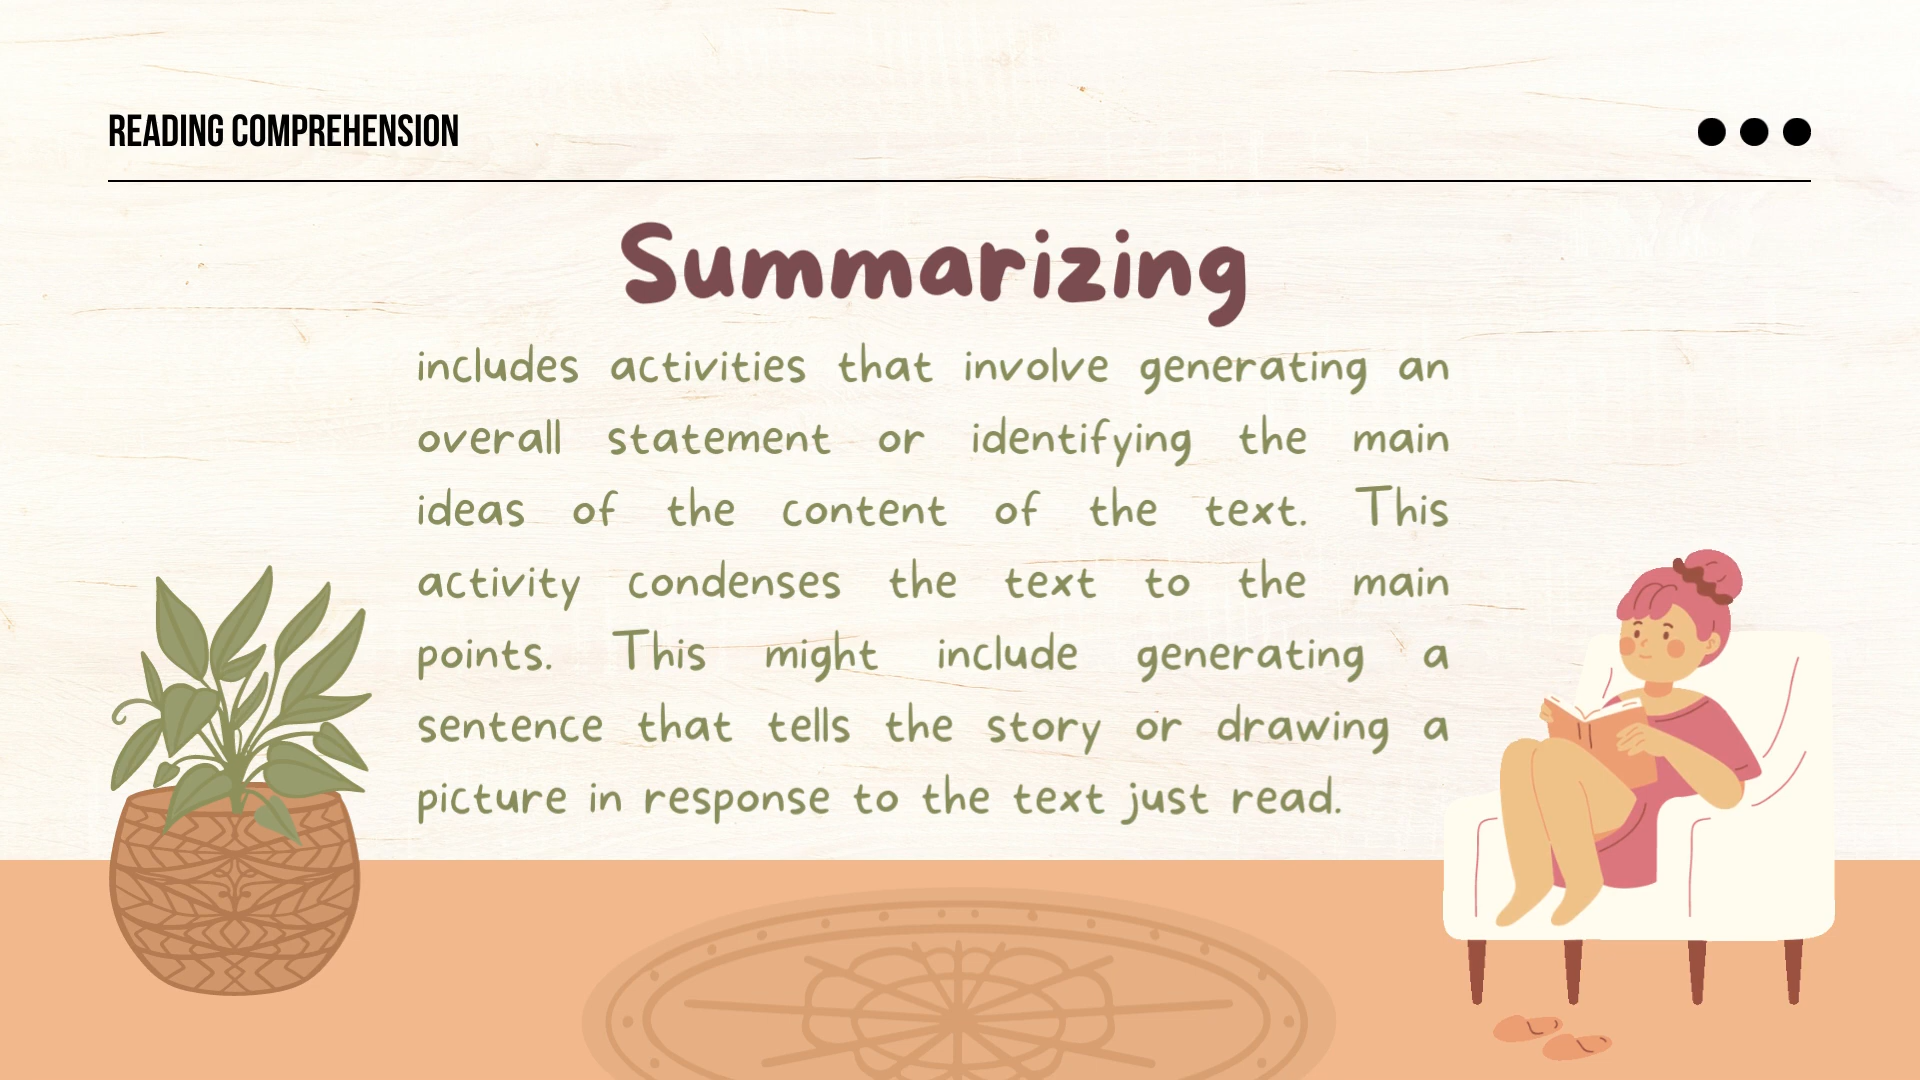 READING COMPREHENSION
Summarizing
includes activities that involve generating an
overall statement or identifying the main
ideas of the content of the text. This
activity condenses the text to the main
points. This might include generating a
sentence that tells the story or drawing a
picture in response to the text just read.